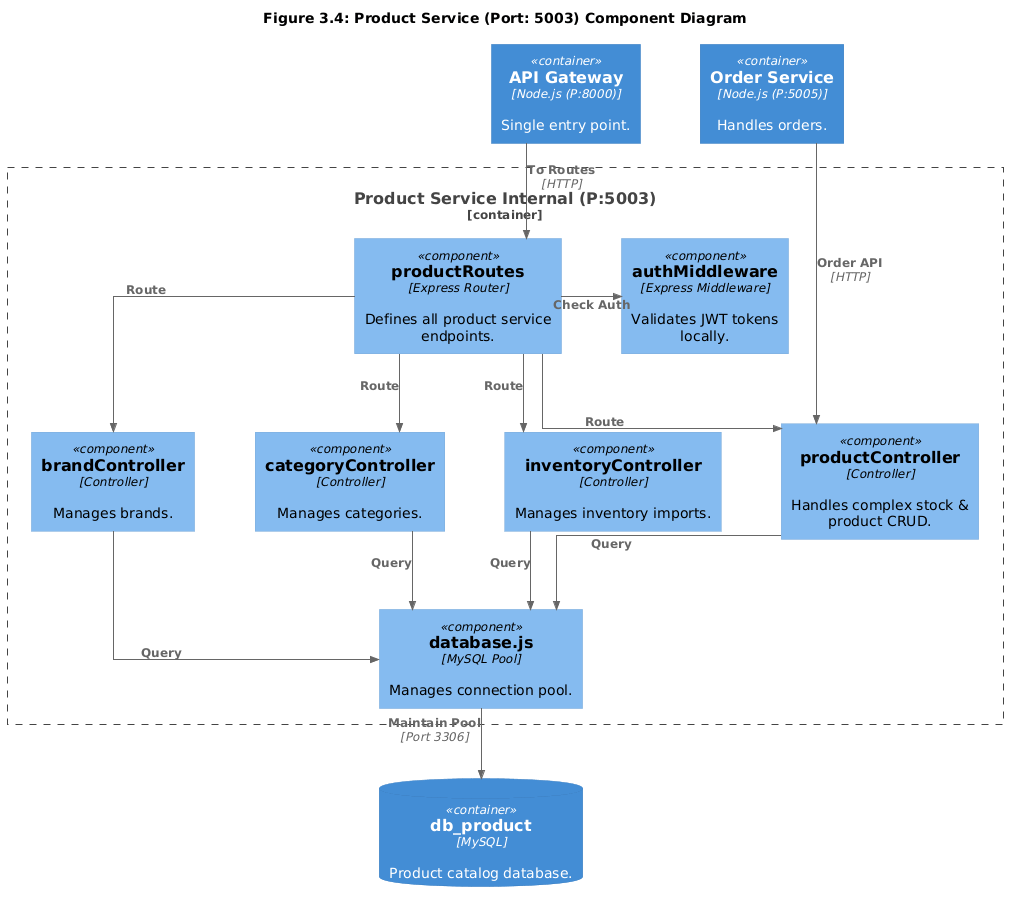 Figure 3.4: Product Service (Port: 5003) Component Diagram
«container»
API Gateway
[Node.js (P:8000)]
Single entry point.
«container»
Order Service
[Node.js (P:5005)]
Handles orders.
To Routes
[HTTP]
Product Service Internal (P:5003)
[container]
«component»
productRoutes
[Express Router]
Defines all product service
endpoints.
Check Auth
«component»
authMiddleware
[Express Middleware]
Validates JWT tokens
locally.
Order API
[HTTP]
Route
Route
Route
Route
«component»
brandController
[Controller]
Manages brands.
«component»
categoryController
[Controller]
Manages categories.
«component»
inventoryController
[Controller]
Manages inventory imports.
«component»
productController
[Controller]
Handles complex stock &
product CRUD.
Query
Query
Query
Query
«component»
database.js
[MySQL Pool]
Manages connection pool.
Maintain Pool
[Port 3306]
«container»
db_product
[MySQL]
Product catalog database.